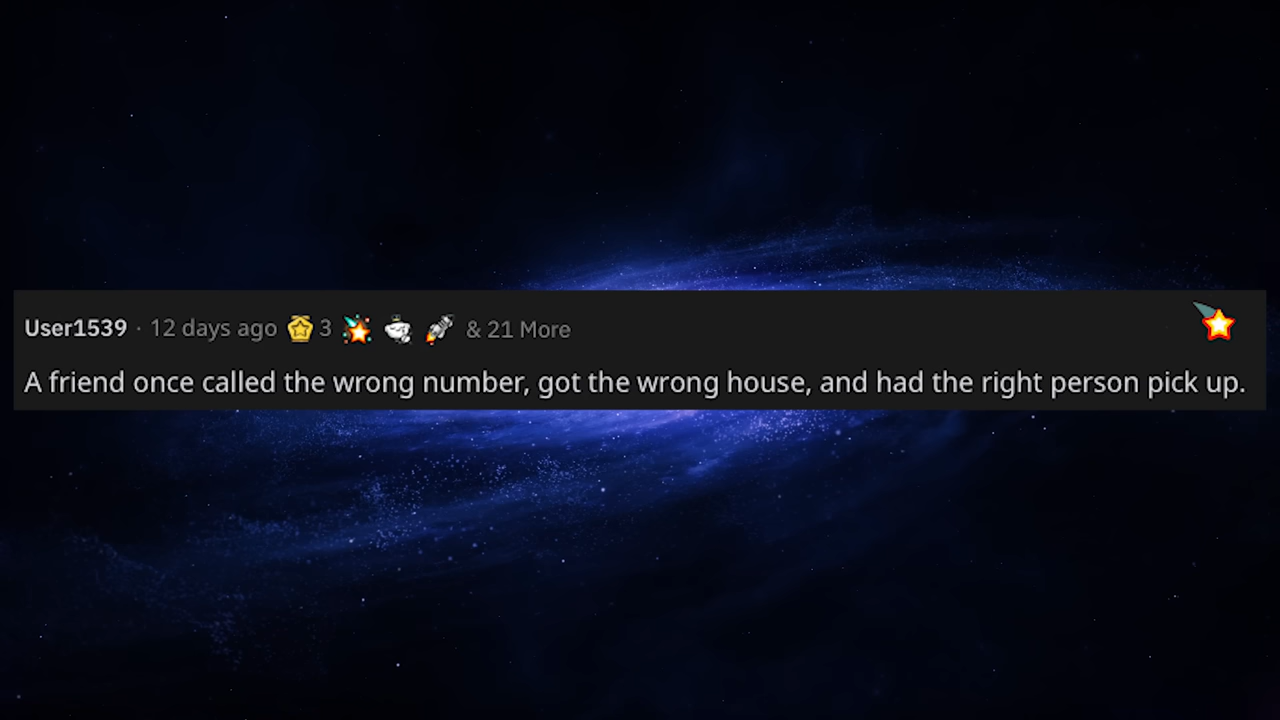 User1539 · 12 days ago 3 & 21 More
A friend once called the wrong number, got the wrong house, and had the right person pick up.